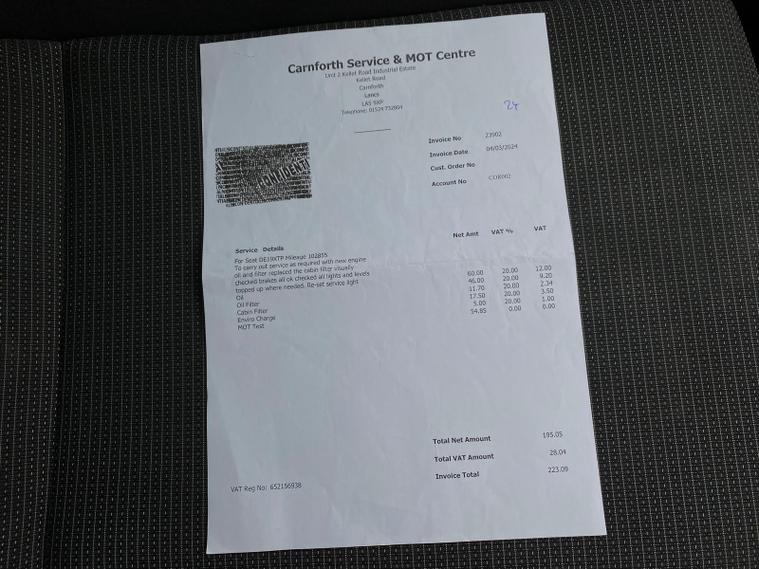 Carnforth Service & MOT Centre
Unit 2 Kellet Road Industrial Estate
Kellet Road
Carnforth
Lancs
LA5 9XP
Telephone: 01524 732804
24
Invoice No 23902
Invoice Date 04/03/2024
Cust. Order No
Account No COR002
Service Details Net Amt VAT % VAT
For Seat DE19XTP Mileage 102855
To carry out service as required with new engine
oil and filter replaced the cabin filter visually
checked brakes all ok checked all lights and levels
topped up where needed. Re-set service light 60.00 20.00 12.00
Oil 46.00 20.00 9.20
Oil Filter 11.70 20.00 2.34
Cabin Filter 17.50 20.00 3.50
Enviro Charge 5.00 20.00 1.00
MOT Test 54.85 0.00 0.00
Total Net Amount 195.05
Total VAT Amount 28.04
Invoice Total 223.09
VAT Reg No: 652156938